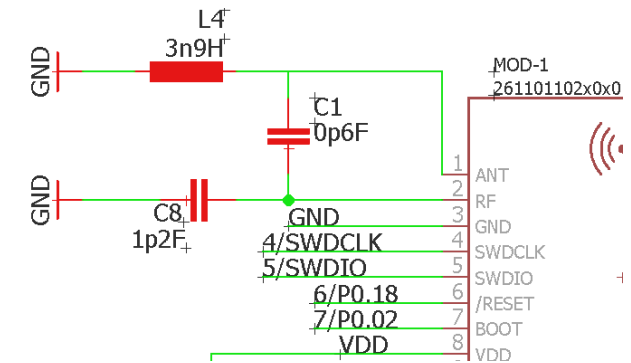 L4
3n9H
GND
MOD-1
261101102x0x0
C1
0p6F
1 ANT
GND
2 RF
C8
1p2F
GND
3 GND
4/SWDCLK
4 SWDCLK
5/SWDIO
5 SWDIO
6/P0.18
6 /RESET
7/P0.02
7 BOOT
VDD
8 VDD